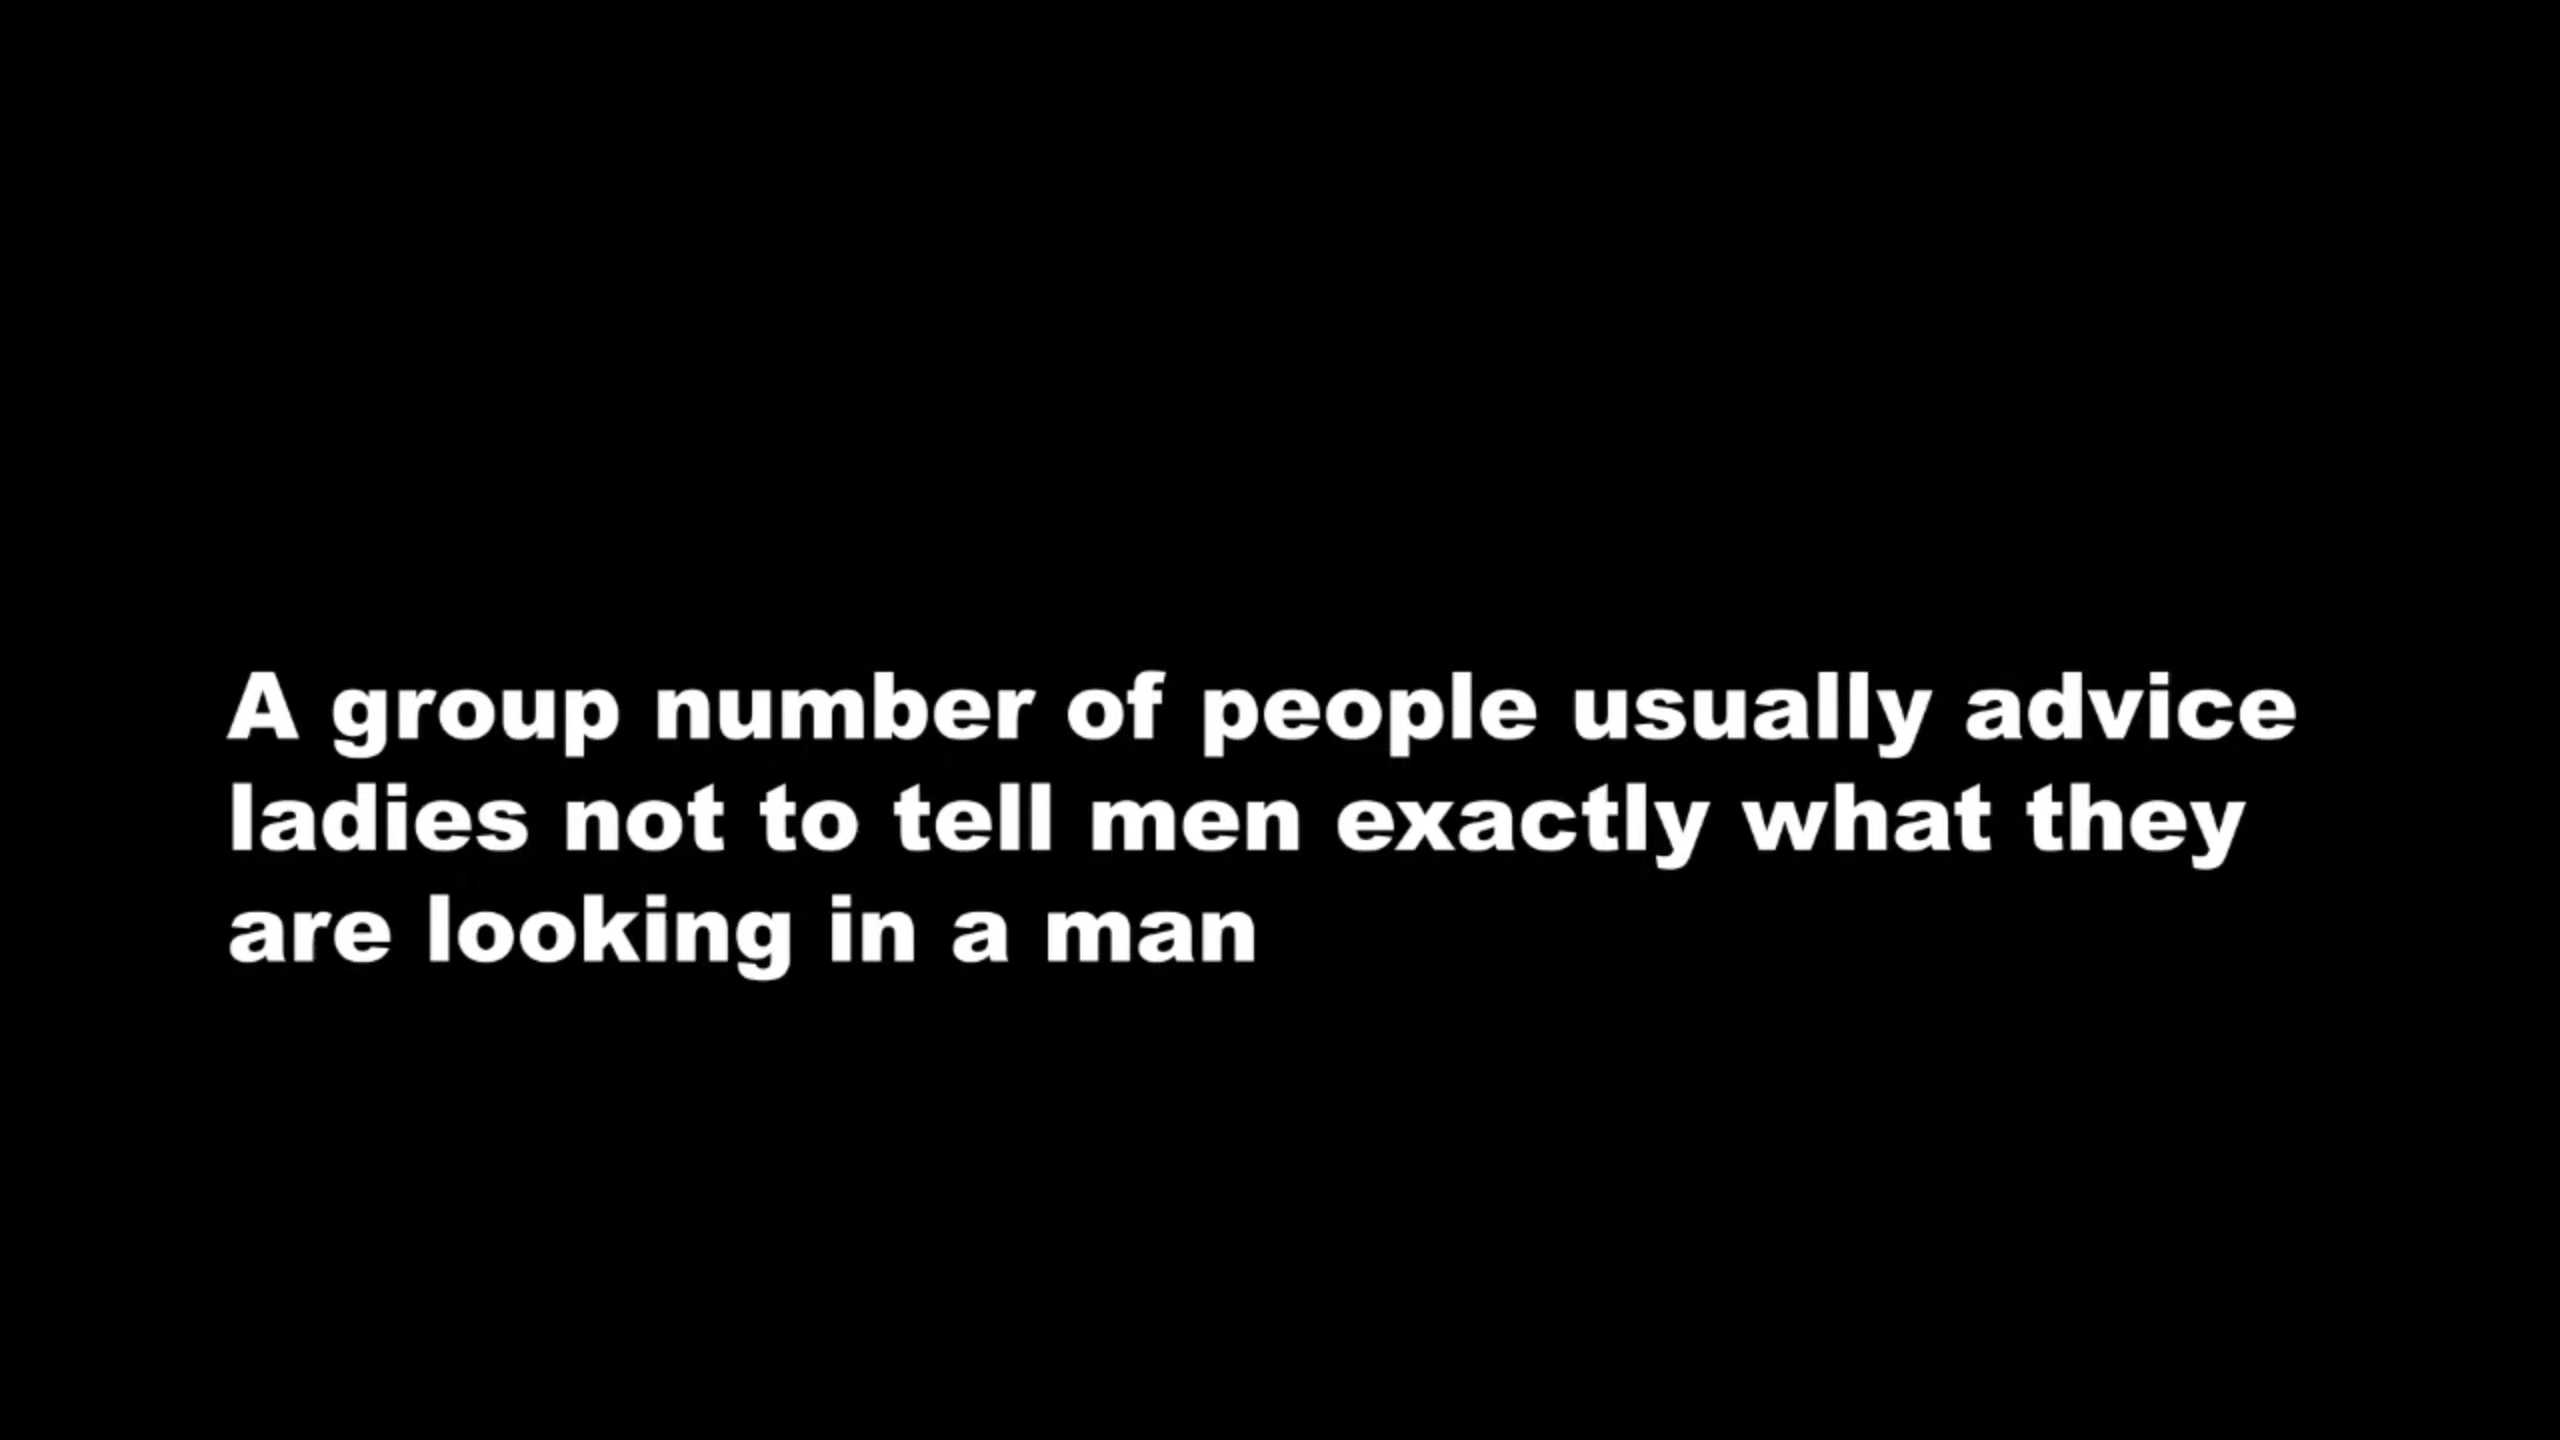 A group number of people usually advice
ladies not to tell men exactly what they
are looking in a man